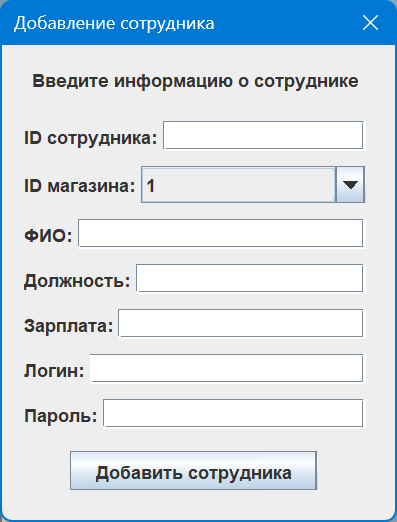 Добавление сотрудника
Введите информацию о сотруднике
ID сотрудника:
ID магазина: 1
ФИО:
Должность:
Зарплата:
Логин:
Пароль:
Добавить сотрудника